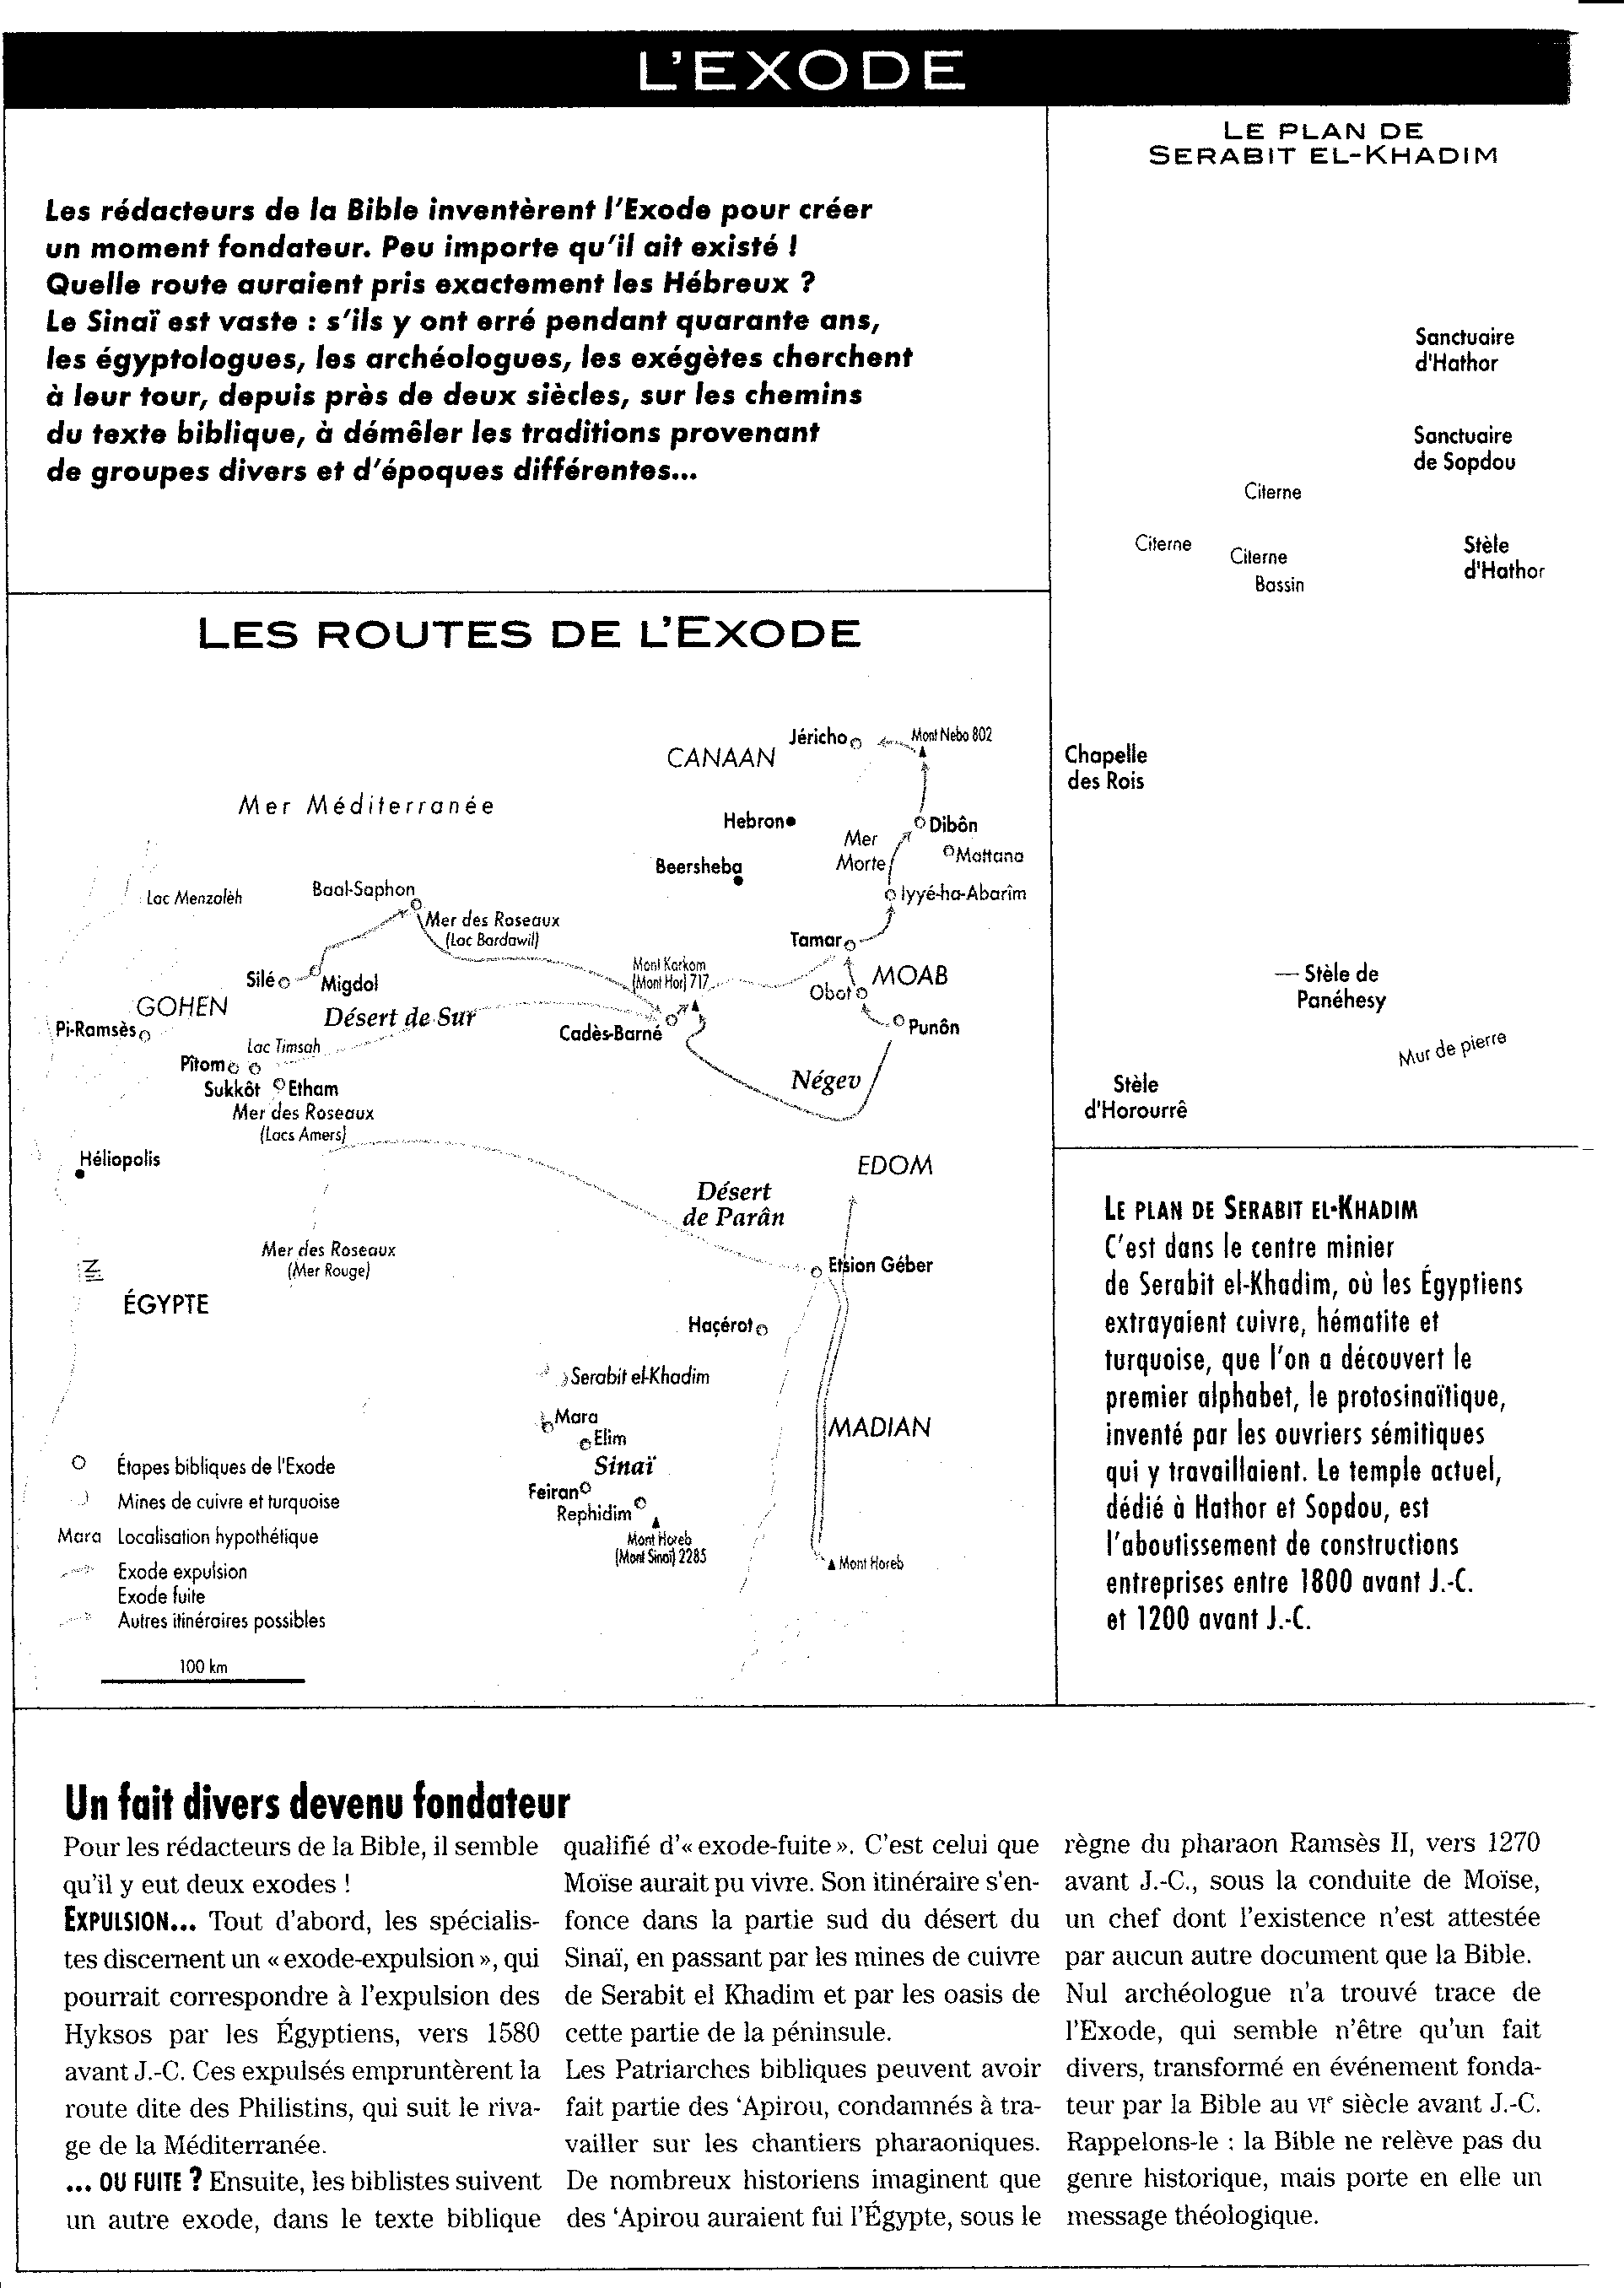 L'EXODE
Les rédacteurs de la Bible inventèrent l'Exode pour créer
un moment fondateur. Peu importe qu'il ait existé !
Quelle route auraient pris exactement les Hébreux ?
Le Sinaï est vaste : s'ils y ont erré pendant quarante ans,
les égyptologues, les archéologues, les exégètes cherchent
à leur tour, depuis près de deux siècles, sur les chemins
du texte biblique, à démêler les traditions provenant
de groupes divers et d'époques différentes...
LES ROUTES DE L'EXODE
Jéricho
Mont Nebo 802
CANAAN
Mer Méditerranée
Hebron
Dibôn
Mer
Morte
Mattana
Beersheba
Lac Menzalèh
Baal-Saphon
Iyyé-ha-Abarîm
Mer des Roseaux
(Lac Bardawil)
Tamar
Mont Karkom
(Mont Hor) 717
MOAB
Silé
Migdol
Obot
GOHEN
Désert de Sur
Pi-Ramsès
Cadès-Barné
Punôn
Lac Timsah
Pitom
Sukkôt
Etham
Négev
Mer des Roseaux
(Lacs Amers)
Héliopolis
EDOM
Désert
de Parân
Mer des Roseaux
(Mer Rouge)
Etsion Géber
N
ÉGYPTE
Haçérot
Serabit el-Khadim
Mara
Elim
MADIAN
Sinaï
Feiran
Rephidim
Mont Horeb
(Mont Sinaï) 2285
Mont Horeb
Étapes bibliques de l'Exode
Mines de cuivre et turquoise
Mara Localisation hypothétique
Exode expulsion
Exode fuite
Autres itinéraires possibles
100 km
LE PLAN DE
SERABIT EL-KHADIM
Sanctuaire
d'Hathor
Sanctuaire
de Sopdou
Citerne
Citerne
Citerne
Bassin
Stèle
d'Hathor
Chapelle
des Rois
Stèle de
Panéhesy
Mur de pierre
Stèle
d'Horourrê
LE PLAN DE SERABIT EL-KHADIM
C'est dans le centre minier
de Serabit el-Khadim, où les Égyptiens
extrayaient cuivre, hématite et
turquoise, que l'on a découvert le
premier alphabet, le protosinaïtique,
inventé par les ouvriers sémitiques
qui y travaillaient. Le temple actuel,
dédié à Hathor et Sopdou, est
l'aboutissement de constructions
entreprises entre 1800 avant J.-C.
et 1200 avant J.-C.
Un fait divers devenu fondateur
Pour les rédacteurs de la Bible, il semble
qu'il y eut deux exodes !
EXPULSION... Tout d'abord, les spécialis-
tes discernent un « exode-expulsion », qui
pourrait correspondre à l'expulsion des
Hyksos par les Égyptiens, vers 1580
avant J.-C. Ces expulsés empruntèrent la
route dite des Philistins, qui suit le riva-
ge de la Méditerranée.
... OU FUITE ? Ensuite, les biblistes suivent
un autre exode, dans le texte biblique
qualifié d'« exode-fuite ». C'est celui que
Moïse aurait pu vivre. Son itinéraire s'en-
fonce dans la partie sud du désert du
Sinaï, en passant par les mines de cuivre
de Serabit el Khadim et par les oasis de
cette partie de la péninsule.
Les Patriarches bibliques peuvent avoir
fait partie des 'Apirou, condamnés à tra-
vailler sur les chantiers pharaoniques.
De nombreux historiens imaginent que
des 'Apirou auraient fui l'Égypte, sous le
règne du pharaon Ramsès II, vers 1270
avant J.-C., sous la conduite de Moïse,
un chef dont l'existence n'est attestée
par aucun autre document que la Bible.
Nul archéologue n'a trouvé trace de
l'Exode, qui semble n'être qu'un fait
divers, transformé en événement fonda-
teur par la Bible au VIe siècle avant J.-C.
Rappelons-le : la Bible ne relève pas du
genre historique, mais porte en elle un
message théologique.